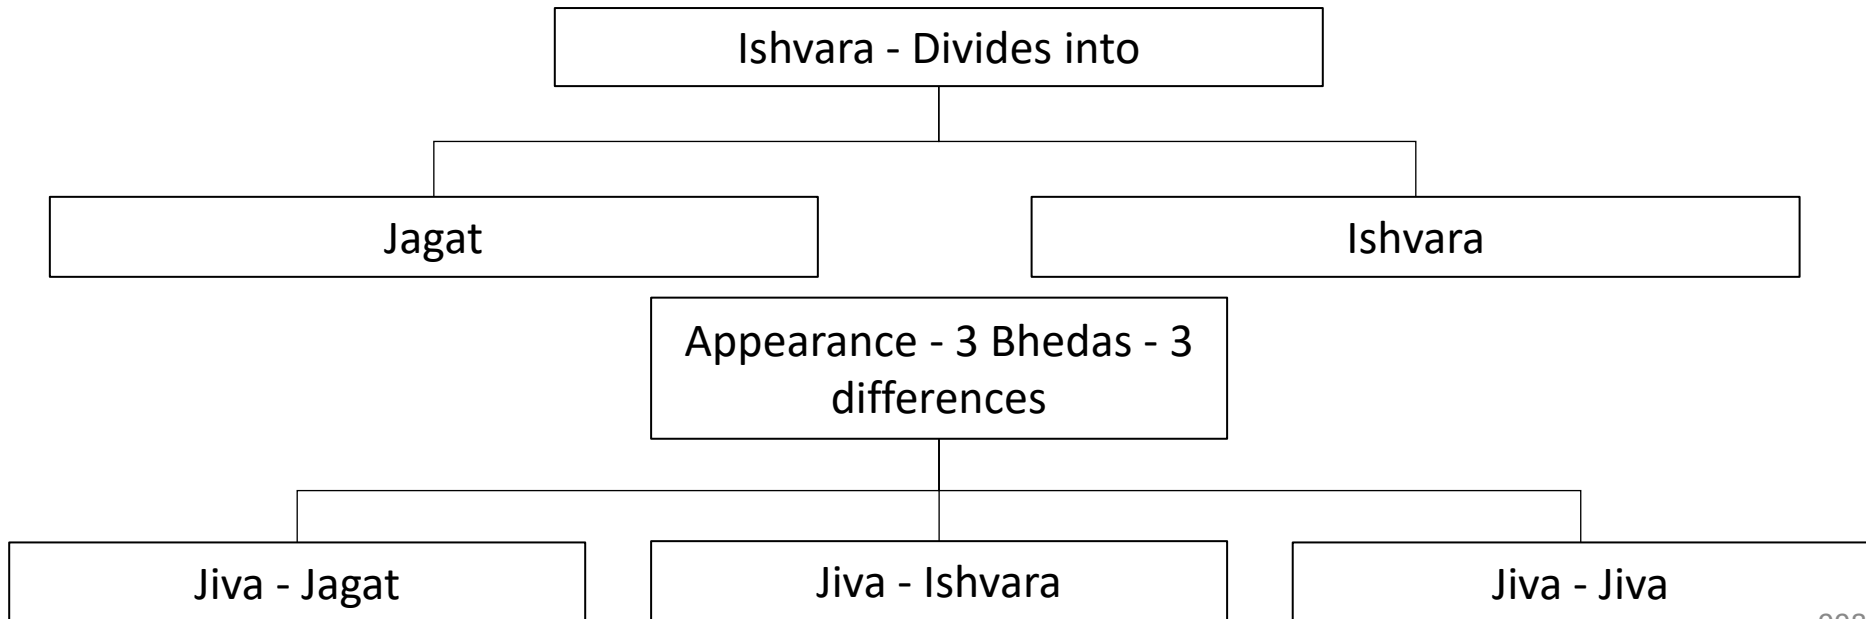 Ishvara - Divides into
Jagat
Ishvara
Appearance - 3 Bhedas - 3
differences
Jiva - Jagat
Jiva - Ishvara
Jiva - Jiva